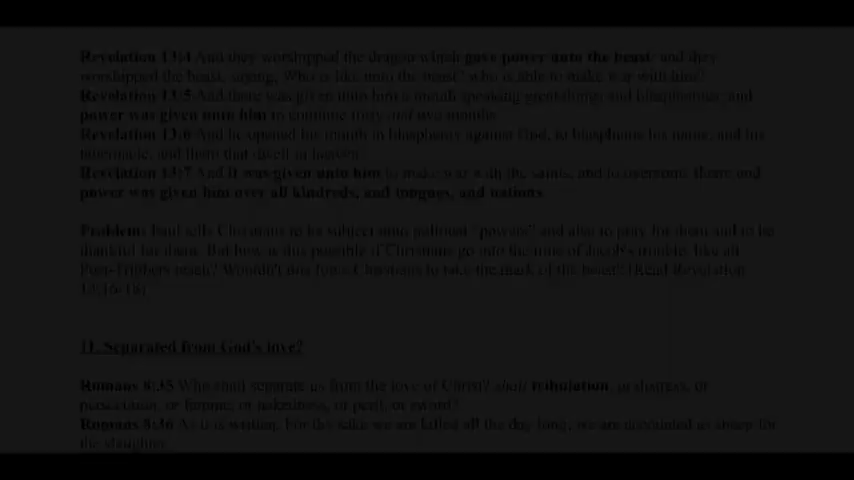 Revelation 13:4 And they worshipped the dragon which gave power unto the beast: and they
worshipped the beast, saying, Who is like unto the beast? who is able to make war with him?
Revelation 13:5 And there was given unto him a mouth speaking great things and blasphemies; and
power was given unto him to continue forty and two months.
Revelation 13:6 And he opened his mouth in blasphemy against God, to blaspheme his name, and his
tabernacle, and them that dwell in heaven.
Revelation 13:7 And it was given unto him to make war with the saints, and to overcome them: and
power was given him over all kindreds, and tongues, and nations.
Problem: Paul tells Christians to be subject unto political "powers" and also to pray for them and to be
thankful for them. But how is this possible if Christians go into the time of Jacob's trouble, like all
Post-Tribbers teach? Wouldn't this force Christians to take the mark of the beast? [Read Revelation
13:16-18]
11. Separated from God's love?
Romans 8:35 Who shall separate us from the love of Christ? shall tribulation, or distress, or
persecution, or famine, or nakedness, or peril, or sword?
Romans 8:36 As it is written, For thy sake we are killed all the day long; we are accounted as sheep for
the slaughter.